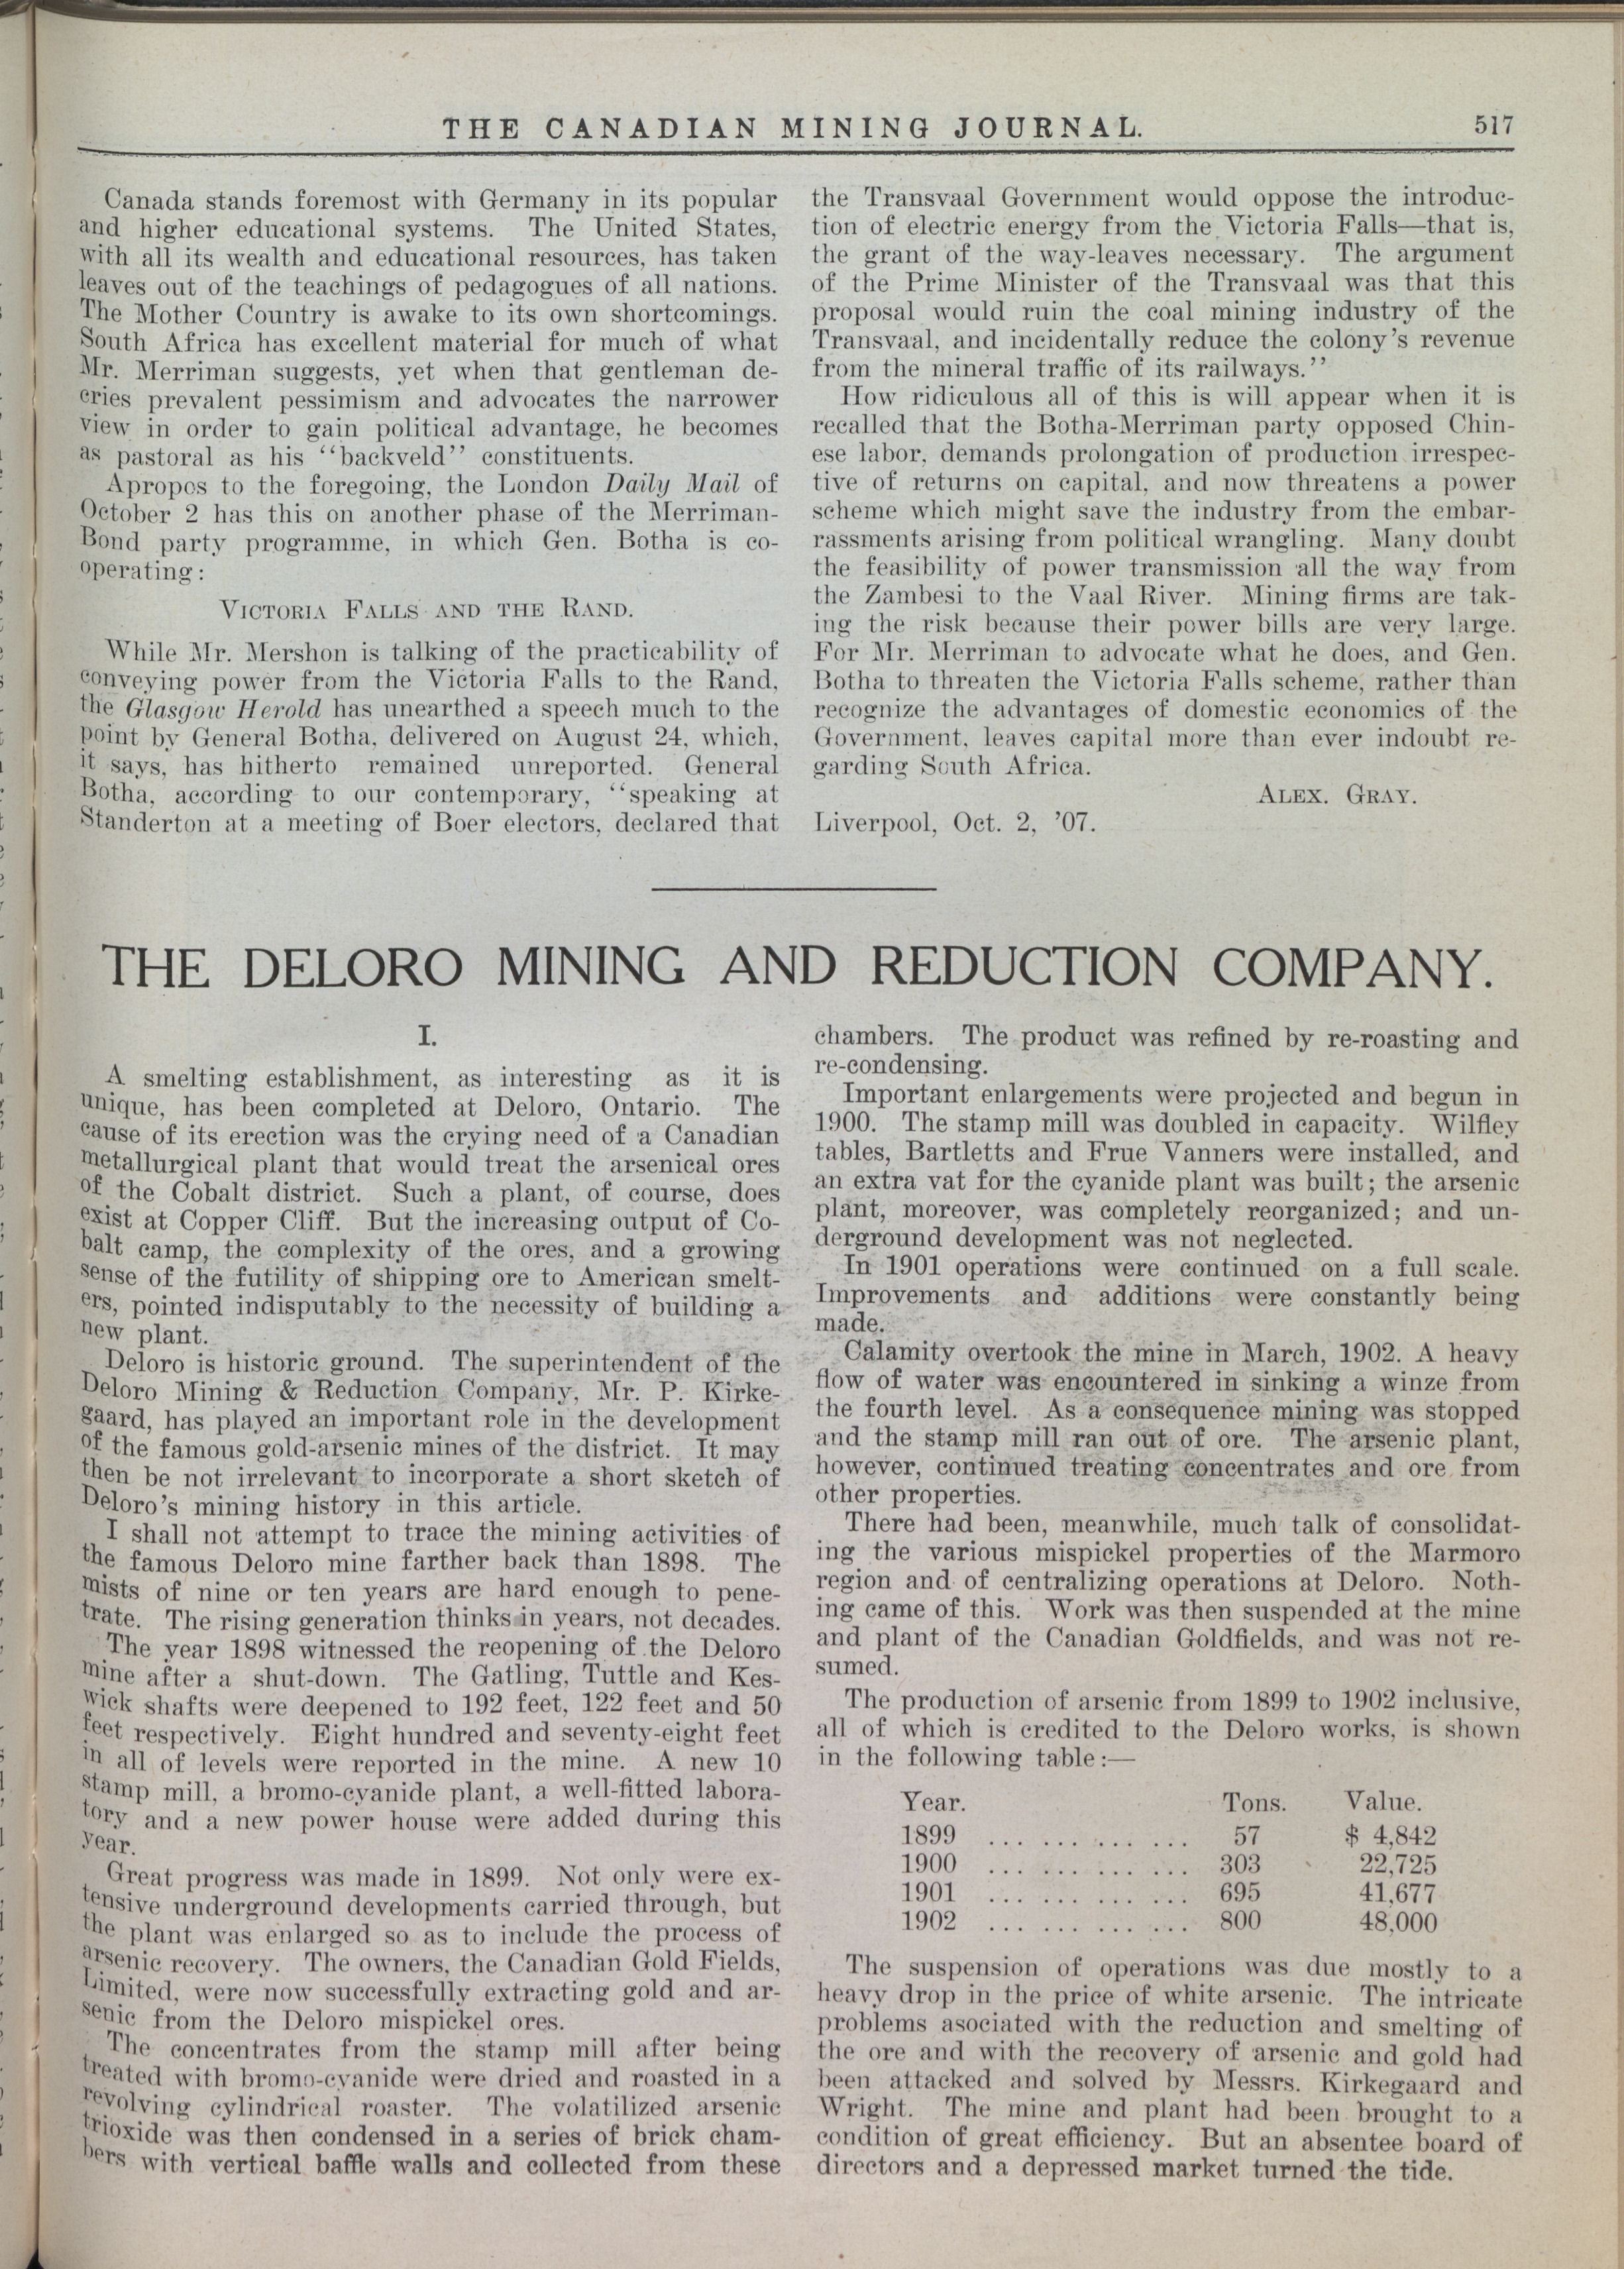 THE CANADIAN MINING JOURNAL. 517
Canada stands foremost with Germany in its popular
and higher educational systems. The United States,
with all its wealth and educational resources, has taken
leaves out of the teachings of pedagogues of all nations.
The Mother Country is awake to its own shortcomings.
South Africa has excellent material for much of what
Mr. Merriman suggests, yet when that gentleman de-
cries prevalent pessimism and advocates the narrower
view in order to gain political advantage, he becomes
as pastoral as his "backveld" constituents.
Apropos to the foregoing, the London Daily Mail of
October 2 has this on another phase of the Merriman-
Bond party programme, in which Gen. Botha is co-
operating:
VICTORIA FALLS AND THE RAND.
While Mr. Mershon is talking of the practicability of
conveying power from the Victoria Falls to the Rand,
the Glasgow Herold has unearthed a speech much to the
point by General Botha, delivered on August 24, which,
it says, has hitherto remained unreported. General
Botha, according to our contemporary, "speaking at
Standerton at a meeting of Boer electors, declared that
the Transvaal Government would oppose the introduc-
tion of electric energy from the Victoria Falls—that is,
the grant of the way-leaves necessary. The argument
of the Prime Minister of the Transvaal was that this
proposal would ruin the coal mining industry of the
Transvaal, and incidentally reduce the colony's revenue
from the mineral traffic of its railways."
How ridiculous all of this is will appear when it is
recalled that the Botha-Merriman party opposed Chin-
ese labor, demands prolongation of production irrespec-
tive of returns on capital, and now threatens a power
scheme which might save the industry from the embar-
rassments arising from political wrangling. Many doubt
the feasibility of power transmission all the way from
the Zambesi to the Vaal River. Mining firms are tak-
ing the risk because their power bills are very large.
For Mr. Merriman to advocate what he does, and Gen.
Botha to threaten the Victoria Falls scheme, rather than
recognize the advantages of domestic economics of the
Government, leaves capital more than ever indoubt re-
garding South Africa.
ALEX. GRAY.
Liverpool, Oct. 2, '07.
THE DELORO MINING AND REDUCTION COMPANY.
I.
A smelting establishment, as interesting as it is
unique, has been completed at Deloro, Ontario. The
cause of its erection was the crying need of a Canadian
metallurgical plant that would treat the arsenical ores
of the Cobalt district. Such a plant, of course, does
exist at Copper Cliff. But the increasing output of Co-
balt camp, the complexity of the ores, and a growing
sense of the futility of shipping ore to American smelt-
ers, pointed indisputably to the necessity of building a
new plant.
Deloro is historic ground. The superintendent of the
Deloro Mining & Reduction Company, Mr. P. Kirke-
gaard, has played an important role in the development
of the famous gold-arsenic mines of the district. It may
then be not irrelevant to incorporate a short sketch of
Deloro's mining history in this article.
I shall not attempt to trace the mining activities of
the famous Deloro mine farther back than 1898. The
mists of nine or ten years are hard enough to pene-
trate. The rising generation thinks in years, not decades.
The year 1898 witnessed the reopening of the Deloro
mine after a shut-down. The Gatling, Tuttle and Kes-
wick shafts were deepened to 192 feet, 122 feet and 50
feet respectively. Eight hundred and seventy-eight feet
in all of levels were reported in the mine. A new 10
stamp mill, a bromo-cyanide plant, a well-fitted labora-
tory and a new power house were added during this
year.
Great progress was made in 1899. Not only were ex-
tensive underground developments carried through, but
the plant was enlarged so as to include the process of
arsenic recovery. The owners, the Canadian Gold Fields,
Limited, were now successfully extracting gold and ar-
senic from the Deloro mispickel ores.
The concentrates from the stamp mill after being
treated with bromo-cyanide were dried and roasted in a
revolving cylindrical roaster. The volatilized arsenic
trioxide was then condensed in a series of brick cham-
bers with vertical baffle walls and collected from these
chambers. The product was refined by re-roasting and
re-condensing.
Important enlargements were projected and begun in
1900. The stamp mill was doubled in capacity. Wilfley
tables, Bartletts and Frue Vanners were installed, and
an extra vat for the cyanide plant was built; the arsenic
plant, moreover, was completely reorganized; and un-
derground development was not neglected.
In 1901 operations were continued on a full scale.
Improvements and additions were constantly being
made.
Calamity overtook the mine in March, 1902. A heavy
flow of water was encountered in sinking a winze from
the fourth level. As a consequence mining was stopped
and the stamp mill ran out of ore. The arsenic plant,
however, continued treating concentrates and ore from
other properties.
There had been, meanwhile, much talk of consolidat-
ing the various mispickel properties of the Marmoro
region and of centralizing operations at Deloro. Noth-
ing came of this. Work was then suspended at the mine
and plant of the Canadian Goldfields, and was not re-
sumed.
The production of arsenic from 1899 to 1902 inclusive,
all of which is credited to the Deloro works, is shown
in the following table:—
Year. Tons. Value.
1899 ... ... ... ... 57 $ 4,842
1900 ... ... ... ... 303 22,725
1901 ... ... ... ... 695 41,677
1902 ... ... ... ... 800 48,000
The suspension of operations was due mostly to a
heavy drop in the price of white arsenic. The intricate
problems asociated with the reduction and smelting of
the ore and with the recovery of arsenic and gold had
been attacked and solved by Messrs. Kirkegaard and
Wright. The mine and plant had been brought to a
condition of great efficiency. But an absentee board of
directors and a depressed market turned the tide.